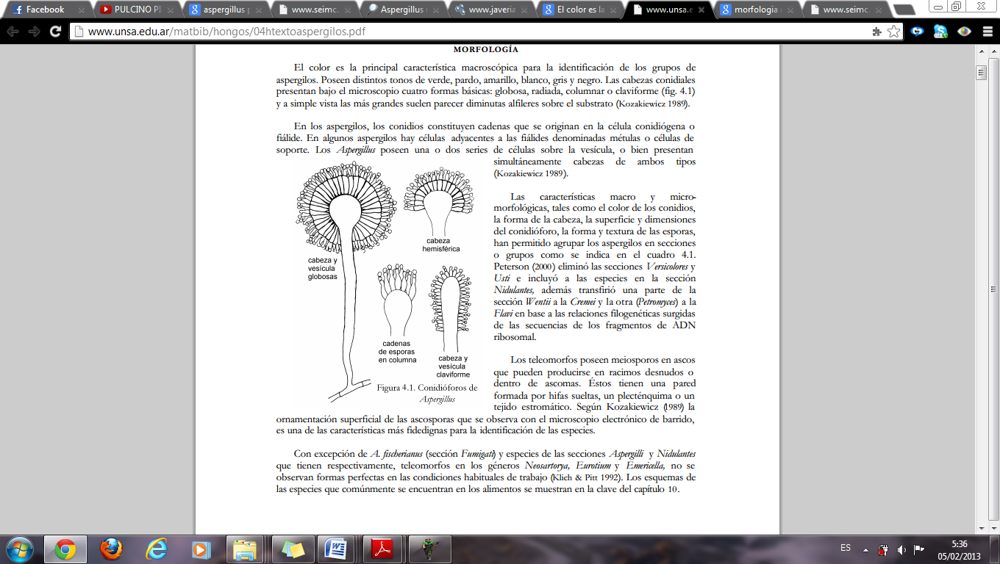 Facebook
PULCINO PI
aspergillus p
www.seimc.
Aspergillus
www.javeria
El color es la
www.unsa.e
morfologia
www.seimc.
www.unsa.edu.ar/matbib/hongos/04htextoaspergilos.pdf
MORFOLOGÍA
El color es la principal característica macroscópica para la identificación de los grupos de
aspergilos. Poseen distintos tonos de verde, pardo, amarillo, blanco, gris y negro. Las cabezas conidiales
presentan bajo el microscopio cuatro formas básicas: globosa, radiada, columnar o claviforme (fig. 4.1)
y a simple vista las más grandes suelen parecer diminutas alfileres sobre el substrato (Kozakiewicz 1989).
En los aspergilos, los conidios constituyen cadenas que se originan en la célula conidiógena o
fiálide. En algunos aspergilos hay células adyacentes a las fiálides denominadas métulas o células de
soporte. Los Aspergillus poseen una o dos series de células sobre la vesícula, o bien presentan
simultáneamente cabezas de ambos tipos
(Kozakiewicz 1989).
Las características macro y micro-
morfológicas, tales como el color de los conidios,
la forma de la cabeza, la superficie y dimensiones
del conidióforo, la forma y textura de las esporas,
han permitido agrupar los aspergilos en secciones
o grupos como se indica en el cuadro 4.1.
Peterson (2000) eliminó las secciones Versicolores y
Usti e incluyó a las especies en la sección
Nidulantes, además transfirió una parte de la
sección Wentii a la Cremei y la otra (Petromyces) a la
Flavi en base a las relaciones filogenéticas surgidas
de las secuencias de los fragmentos de ADN
ribosomal.
cabeza y
vesícula
globosas
cabeza
hemisférica
cadenas
de esporas
en columna
cabeza y
vesícula
claviforme
Figura 4.1. Conidióforos de
Aspergillus
Los teleomorfos poseen meiosporos en ascos
que pueden producirse en racimos desnudos o
dentro de ascomas. Éstos tienen una pared
formada por hifas sueltas, un plecténquima o un
tejido estromático. Según Kozakiewicz (1989) la
ornamentación superficial de las ascosporas que se observa con el microscopio electrónico de barrido,
es una de las características más fidedignas para la identificación de las especies.
Con excepción de A. fischerianus (sección Fumigati) y especies de las secciones Aspergilli y Nidulantes
que tienen respectivamente, teleomorfos en los géneros Neosartorya, Eurotium y Emericella, no se
observan formas perfectas en las condiciones habituales de trabajo (Klich & Pitt 1992). Los esquemas de
las especies que comúnmente se encuentran en los alimentos se muestran en la clave del capítulo 10.
ES
5:36
05/02/2013